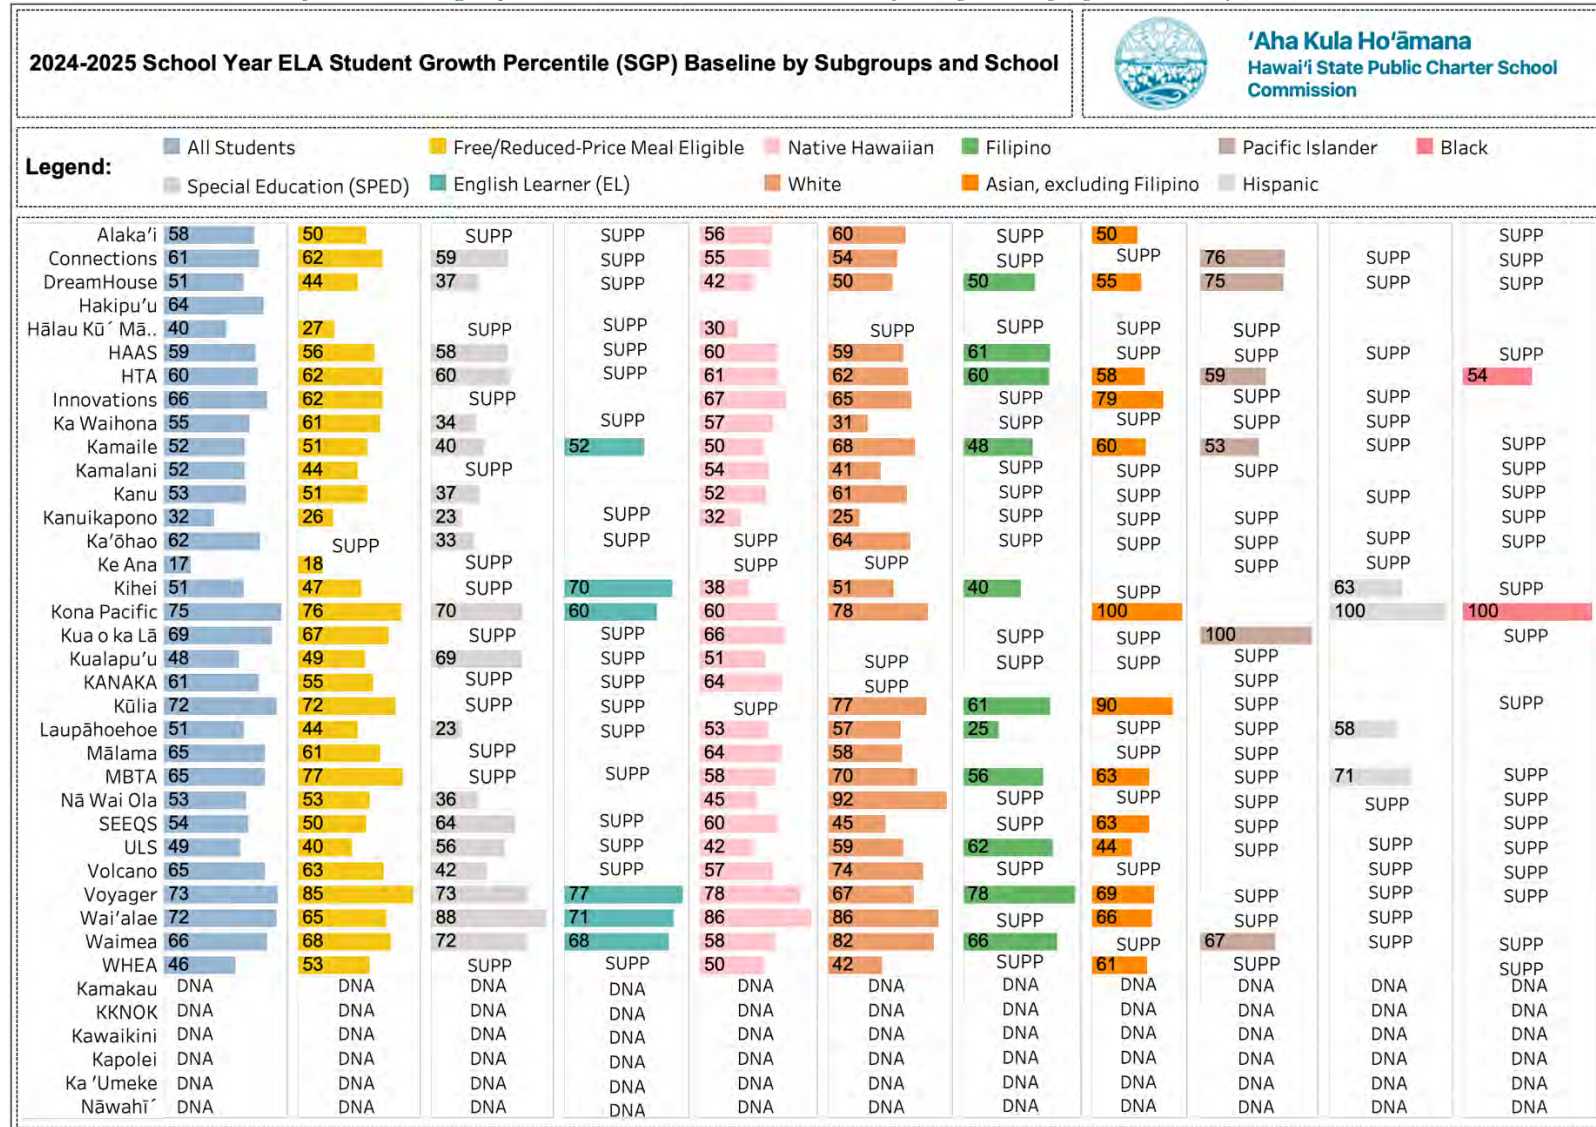 2024-2025 School Year ELA Student Growth Percentile (SGP) Baseline by Subgroups and School
ʻAha Kula Hoʻāmana
Hawaiʻi State Public Charter School
Commission
Legend:
All Students Free/Reduced-Price Meal Eligible Native Hawaiian Filipino Pacific Islander Black
Special Education (SPED) English Learner (EL) White Asian, excluding Filipino Hispanic
Alakaʻi 58 50 SUPP SUPP 56 60 SUPP 50 SUPP
Connections 61 62 59 SUPP 55 54 SUPP SUPP 76 SUPP SUPP
DreamHouse 51 44 37 SUPP 42 50 50 55 75 SUPP SUPP
Hakipuʻu 64
Hālau Kū´ Mā.. 40 27 SUPP SUPP 30 SUPP SUPP SUPP SUPP
HAAS 59 56 58 SUPP 60 59 61 SUPP SUPP SUPP SUPP
HTA 60 62 60 SUPP 61 62 60 58 59 54
Innovations 66 62 SUPP 67 65 SUPP 79 SUPP SUPP
Ka Waihona 55 61 34 SUPP 57 31 SUPP SUPP SUPP SUPP
Kamaile 52 51 40 52 50 68 48 60 53 SUPP SUPP
Kamalani 52 44 SUPP 54 41 SUPP SUPP SUPP SUPP
Kanu 53 51 37 52 61 SUPP SUPP SUPP SUPP
Kanuikapono 32 26 23 SUPP 32 25 SUPP SUPP SUPP SUPP SUPP
Kaʻōhao 62 SUPP 33 SUPP SUPP 64 SUPP SUPP SUPP SUPP SUPP
Ke Ana 17 18 SUPP SUPP SUPP SUPP SUPP
Kihei 51 47 SUPP 70 38 51 40 SUPP 63 SUPP
Kona Pacific 75 76 70 60 60 78 100 100 100
Kua o ka Lā 69 67 SUPP SUPP 66 SUPP SUPP 100 SUPP
Kualapuʻu 48 49 69 SUPP 51 SUPP SUPP SUPP SUPP
KANAKA 61 55 SUPP SUPP 64 SUPP SUPP
Kūlia 72 72 SUPP SUPP SUPP 77 61 90 SUPP SUPP
Laupāhoehoe 51 44 23 SUPP 53 57 25 SUPP SUPP 58
Mālama 65 61 SUPP 64 58 SUPP SUPP
MBTA 65 77 SUPP SUPP 58 70 56 63 SUPP 71 SUPP
Nā Wai Ola 53 53 36 45 92 SUPP SUPP SUPP SUPP SUPP
SEEQS 54 50 64 SUPP 60 45 SUPP 63 SUPP SUPP
ULS 49 40 56 SUPP 42 59 62 44 SUPP SUPP SUPP
Volcano 65 63 42 SUPP 57 74 SUPP SUPP SUPP SUPP
Voyager 73 85 73 77 78 67 78 69 SUPP SUPP SUPP
Waiʻalae 72 65 88 71 86 86 SUPP 66 SUPP SUPP
Waimea 66 68 72 68 58 82 66 SUPP 67 SUPP SUPP
WHEA 46 53 SUPP SUPP 50 42 SUPP 61 SUPP SUPP
Kamakau DNA DNA DNA DNA DNA DNA DNA DNA DNA DNA DNA
KKNOK DNA DNA DNA DNA DNA DNA DNA DNA DNA DNA DNA
Kawaikini DNA DNA DNA DNA DNA DNA DNA DNA DNA DNA DNA
Kapolei DNA DNA DNA DNA DNA DNA DNA DNA DNA DNA DNA
Ka ʻUmeke DNA DNA DNA DNA DNA DNA DNA DNA DNA DNA DNA
Nāwahī´ DNA DNA DNA DNA DNA DNA DNA DNA DNA DNA DNA